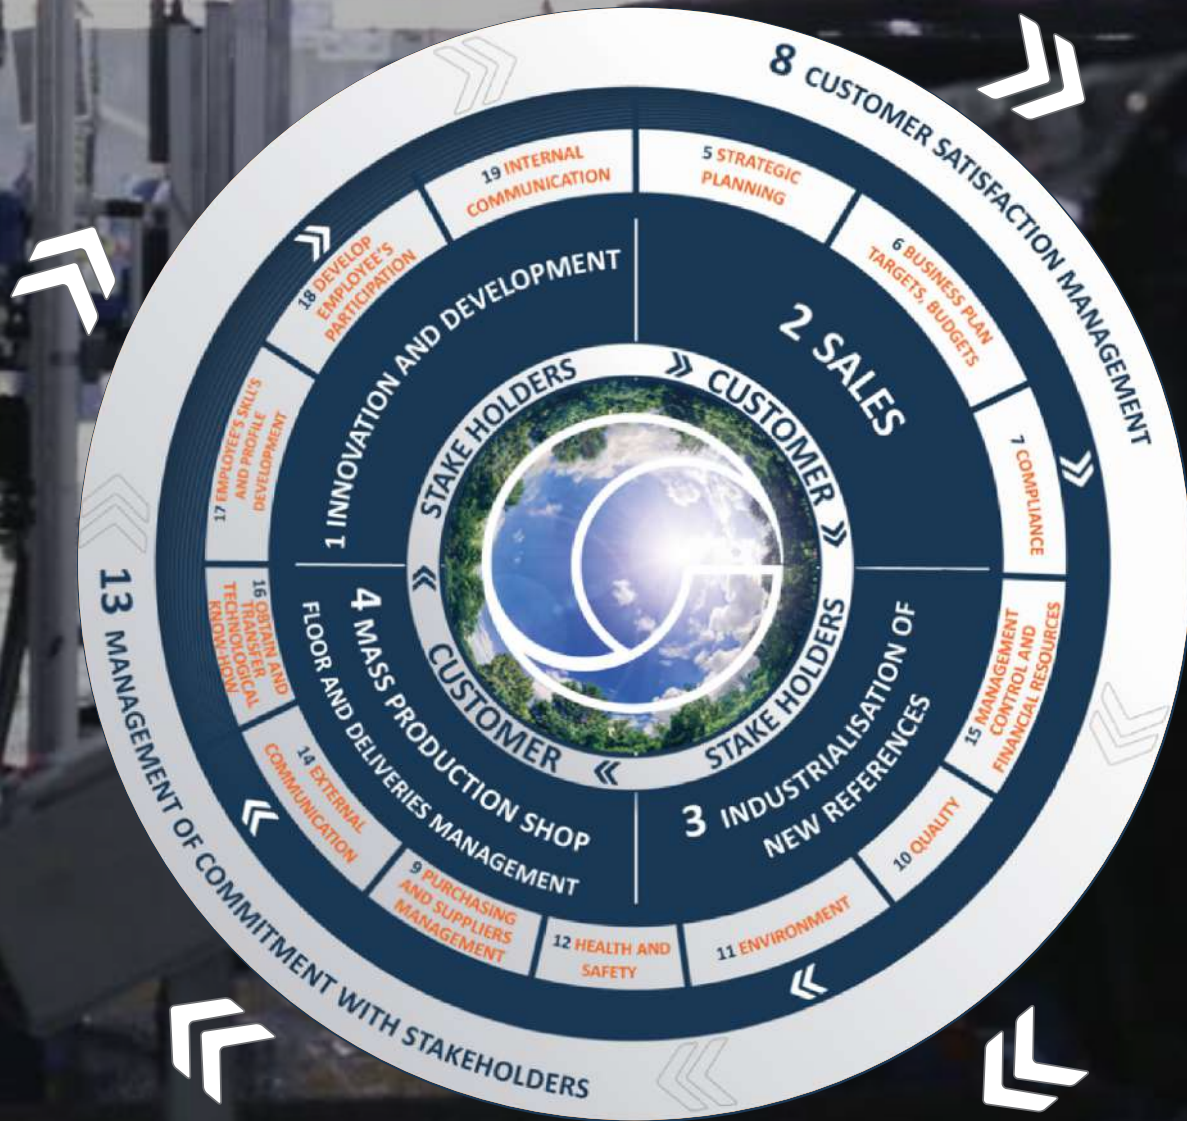 8 CUSTOMER SATISFACTION MANAGEMENT
13 MANAGEMENT OF COMMITMENT WITH STAKEHOLDERS
5 STRATEGIC
PLANNING
6 BUSINESS PLAN
TARGETS, BUDGETS
7 COMPLIANCE
15 MANAGEMENT
CONTROL AND
FINANCIAL RESOURCES
10 QUALITY
11 ENVIRONMENT
12 HEALTH AND
SAFETY
9 PURCHASING
AND SUPPLIERS
MANAGEMENT
14 EXTERNAL
COMMUNICATION
16 OBTAIN AND
TRANSFER
TECHNOLOGICAL
KNOW-HOW
17 EMPLOYEE'S SKLL'S
AND PROFILE
DEVELOPMENT
18 DEVELOP
EMPLOYEE'S
PARTICIPATION
19 INTERNAL
COMMUNICATION
1 INNOVATION AND DEVELOPMENT
2 SALES
3 INDUSTRIALISATION OF
NEW REFERENCES
4 MASS PRODUCTION SHOP
FLOOR AND DELIVERIES MANAGEMENT
STAKE HOLDERS
CUSTOMER
STAKE HOLDERS
CUSTOMER